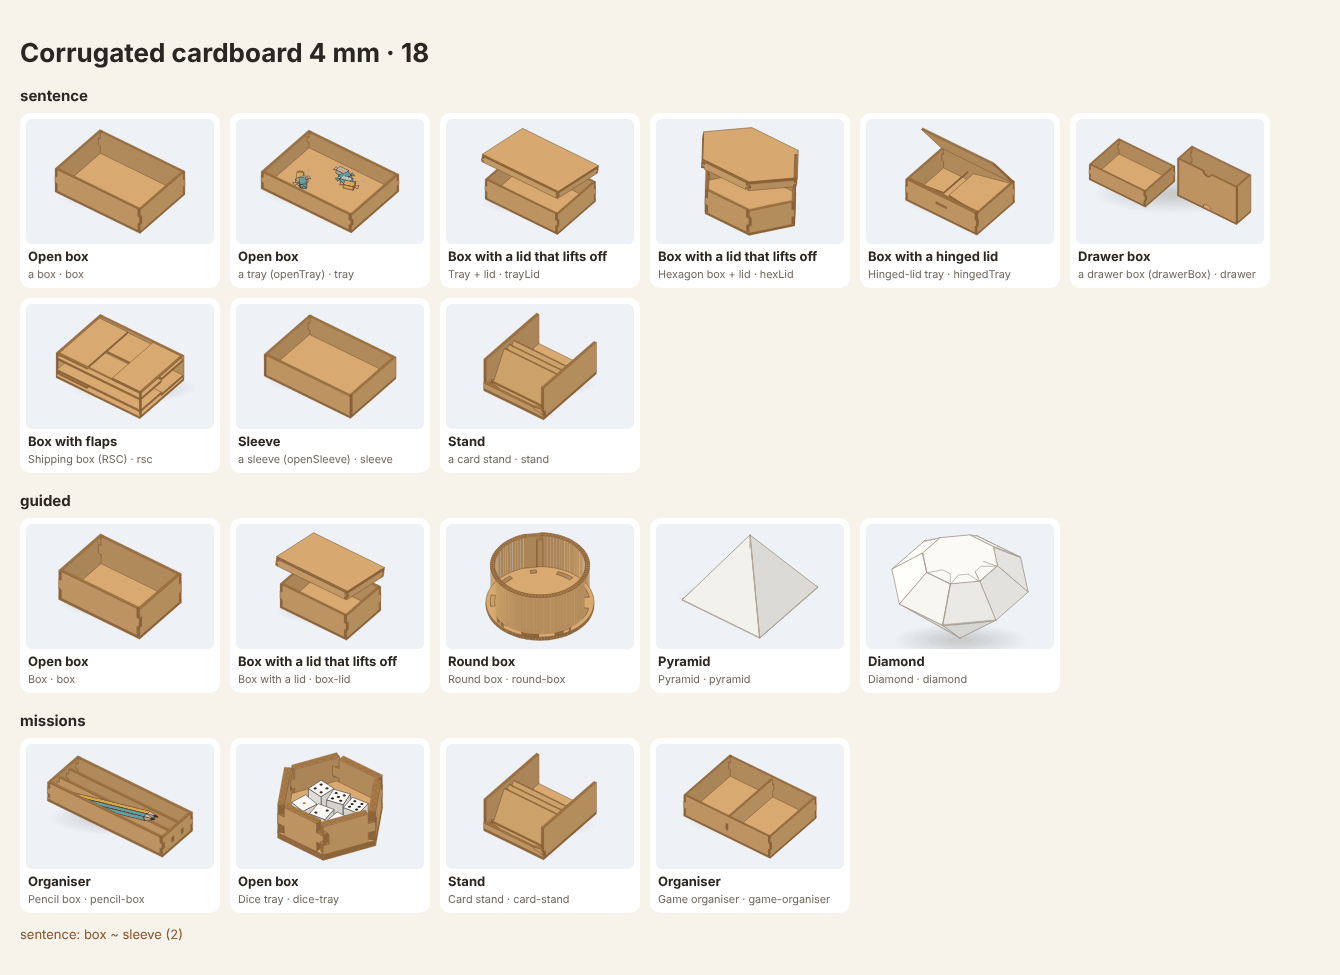 Corrugated cardboard 4 mm · 18
sentence
Open box
a box · box
Open box
a tray (openTray) · tray
Box with a lid that lifts off
Tray + lid · trayLid
Box with a lid that lifts off
Hexagon box + lid · hexLid
Box with a hinged lid
Hinged-lid tray · hingedTray
Drawer box
a drawer box (drawerBox) · drawer
Box with flaps
Shipping box (RSC) · rsc
Sleeve
a sleeve (openSleeve) · sleeve
Stand
a card stand · stand
guided
Open box
Box · box
Box with a lid that lifts off
Box with a lid · box-lid
Round box
Round box · round-box
Pyramid
Pyramid · pyramid
Diamond
Diamond · diamond
missions
Organiser
Pencil box · pencil-box
Open box
Dice tray · dice-tray
Stand
Card stand · card-stand
Organiser
Game organiser · game-organiser
sentence: box ~ sleeve (2)